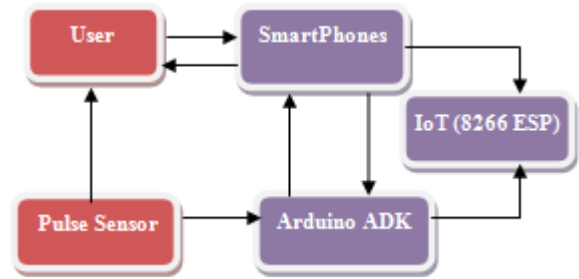 User
SmartPhones
IoT (8266 ESP)
Pulse Sensor
Arduino ADK